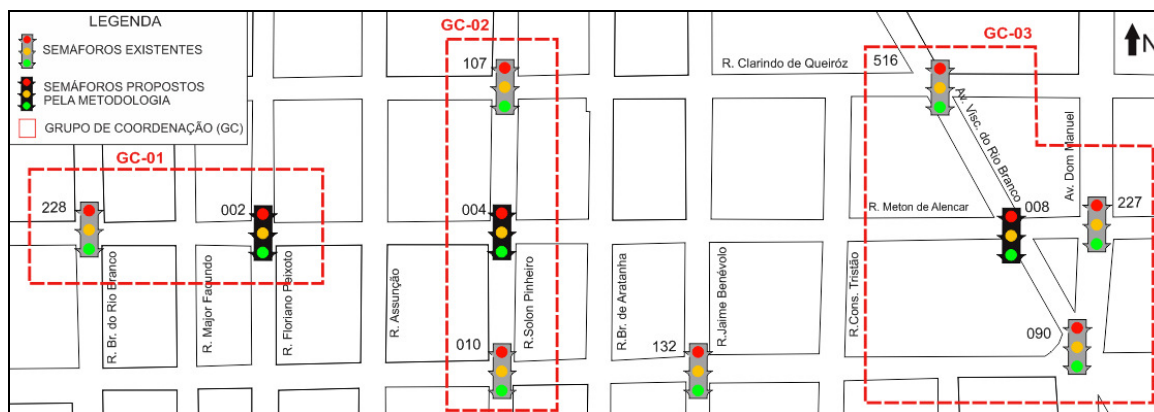 LEGENDA
SEMÁFOROS EXISTENTES
SEMÁFOROS PROPOSTOS
PELA METODOLOGIA
GRUPO DE COORDENAÇÃO (GC)
GC-01
GC-02
GC-03
N
107
R. Clarindo de Queiróz
516
Av. Visc. do Rio Branco
Av. Dom Manuel
228
002
004
R. Meton de Alencar
008
227
R. Br. do Rio Branco
R. Major Facundo
R. Floriano Peixoto
R. Assunção
R.Solon Pinheiro
R.Br. de Aratanha
R.Jaime Benévolo
R.Cons. Tristão
010
132
090